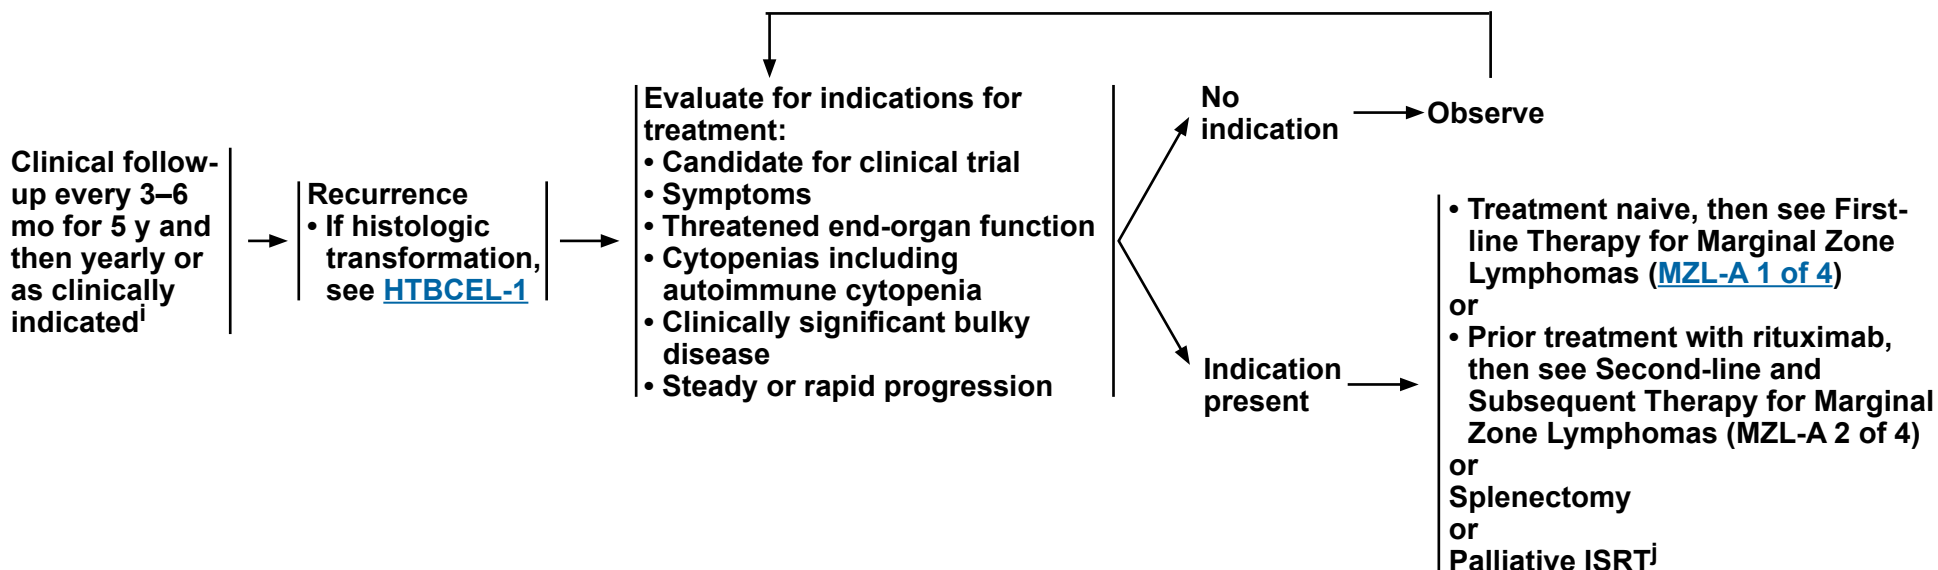 Clinical follow-
up every 3–6
mo for 5 y and
then yearly or
as clinically
indicatedi
Recurrence
• If histologic
transformation,
see HTBCEL-1
Evaluate for indications for
treatment:
• Candidate for clinical trial
• Symptoms
• Threatened end-organ function
• Cytopenias including
autoimmune cytopenia
• Clinically significant bulky
disease
• Steady or rapid progression
No
indication
Observe
Indication
present
• Treatment naive, then see First-
line Therapy for Marginal Zone
Lymphomas (MZL-A 1 of 4)
or
• Prior treatment with rituximab,
then see Second-line and
Subsequent Therapy for Marginal
Zone Lymphomas (MZL-A 2 of 4)
or
Splenectomy
or
Palliative ISRTj